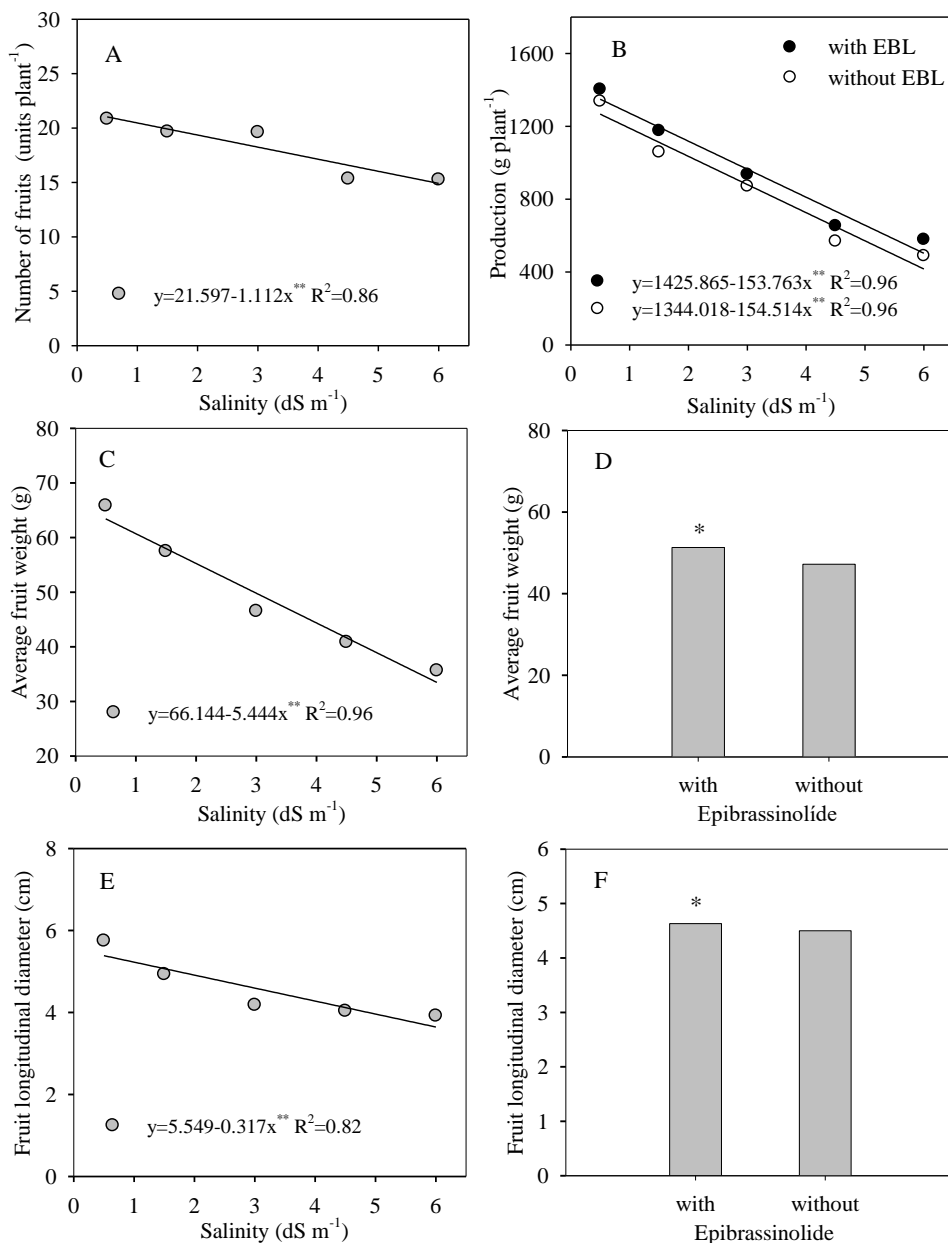 A
Number of fruits (units plant⁻¹)
30
25
20
15
10
5
0
y=21.597-1.112x** R²=0.86
0 1 2 3 4 5 6
Salinity (dS m⁻¹)
B
with EBL
without EBL
Production (g plant⁻¹)
1600
1200
800
400
0
y=1425.865-153.763x** R²=0.96
y=1344.018-154.514x** R²=0.96
0 1 2 3 4 5 6
Salinity (dS m⁻¹)
C
Average fruit weight (g)
80
70
60
50
40
30
20
y=66.144-5.444x** R²=0.96
0 1 2 3 4 5 6
Salinity (dS m⁻¹)
D
Average fruit weight (g)
80
60
40
20
0
*
with without
Epibrassinolíde
E
Fruit longitudinal diameter (cm)
8
6
4
2
0
y=5.549-0.317x** R²=0.82
0 1 2 3 4 5 6
Salinity (dS m⁻¹)
F
Fruit longitudinal diameter (cm)
6
5
4
3
2
1
0
*
with without
Epibrassinolide